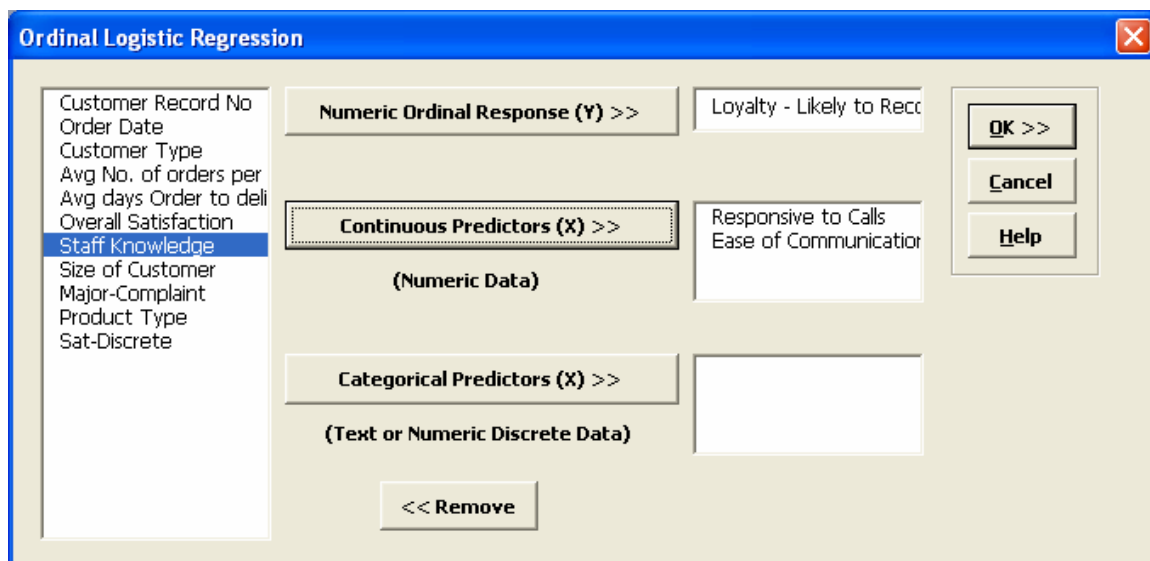 Ordinal Logistic Regression
Customer Record No
Order Date
Customer Type
Avg No. of orders per
Avg days Order to deli
Overall Satisfaction
Staff Knowledge
Size of Customer
Major-Complaint
Product Type
Sat-Discrete
Numeric Ordinal Response (Y) >>
Loyalty - Likely to Reco
Continuous Predictors (X) >>
(Numeric Data)
Responsive to Calls
Ease of Communication
Categorical Predictors (X) >>
(Text or Numeric Discrete Data)
<< Remove
OK >>
Cancel
Help